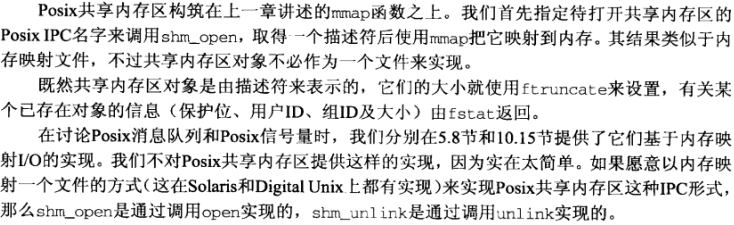 Posix共享内存区构筑在上一章讲述的mmap函数之上。我们首先指定待打开共享内存区的
Posix IPC名字来调用shm_open，取得一个描述符后使用mmap把它映射到内存。其结果类似于内
存映射文件，不过共享内存区对象不必作为一个文件来实现。
既然共享内存区对象是由描述符来表示的，它们的大小就使用ftruncate来设置，有关某
个已存在对象的信息（保护位、用户ID、组ID及大小）由fstat返回。
在讨论Posix消息队列和Posix信号量时，我们分别在5.8节和10.15节提供了它们基于内存映
射I/O的实现。我们不对Posix共享内存区提供这样的实现，因为实在太简单。如果愿意以内存映
射一个文件的方式（这在Solaris和Digital Unix上都有实现）来实现Posix共享内存区这种IPC形式，
那么shm_open是通过调用open实现的，shm_unlink是通过调用unlink实现的。